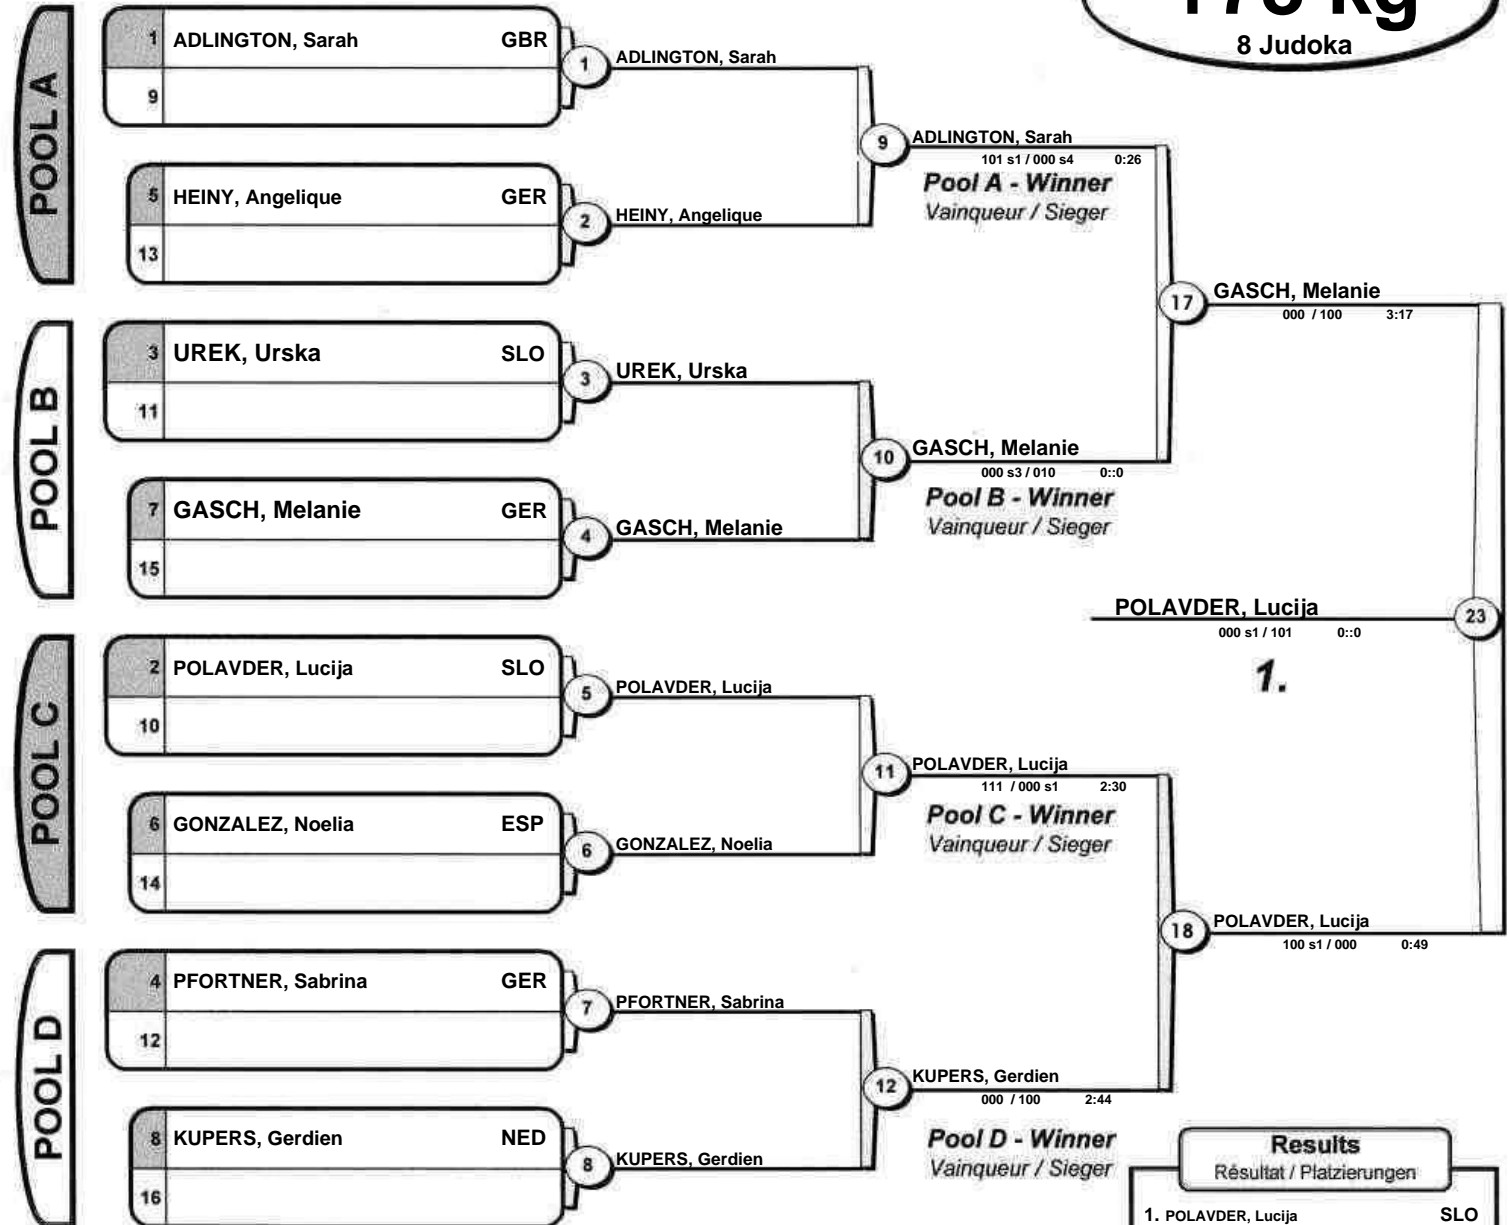 178 kg
8 Judoka
POOL A
1 ADLINGTON, Sarah GBR
9
1 ADLINGTON, Sarah
5 HEINY, Angelique GER
13
2 HEINY, Angelique
9 ADLINGTON, Sarah
101 s1 / 000 s4 0:26
Pool A - Winner
Vainqueur / Sieger
POOL B
3 UREK, Urska SLO
11
3 UREK, Urska
7 GASCH, Melanie GER
15
4 GASCH, Melanie
10 GASCH, Melanie
000 s3 / 010 0::0
Pool B - Winner
Vainqueur / Sieger
17 GASCH, Melanie
000 / 100 3:17
POLAVDER, Lucija 23
000 s1 / 101 0::0
1.
POOL C
2 POLAVDER, Lucija SLO
10
5 POLAVDER, Lucija
6 GONZALEZ, Noelia ESP
14
6 GONZALEZ, Noelia
11 POLAVDER, Lucija
111 / 000 s1 2:30
Pool C - Winner
Vainqueur / Sieger
18 POLAVDER, Lucija
100 s1 / 000 0:49
POOL D
4 PFORTNER, Sabrina GER
12
7 PFORTNER, Sabrina
8 KUPERS, Gerdien NED
16
8 KUPERS, Gerdien
12 KUPERS, Gerdien
000 / 100 2:44
Pool D - Winner
Vainqueur / Sieger
Results
Résultat / Platzierungen
1. POLAVDER, Lucija SLO